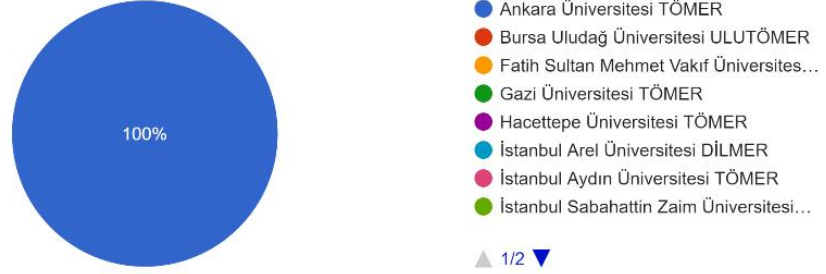 100%
Ankara Üniversitesi TÖMER
Bursa Uludağ Üniversitesi ULUTÖMER
Fatih Sultan Mehmet Vakıf Üniversites...
Gazi Üniversitesi TÖMER
Hacettepe Üniversitesi TÖMER
İstanbul Arel Üniversitesi DİLMER
İstanbul Aydın Üniversitesi TÖMER
İstanbul Sabahattin Zaim Üniversitesi...
1/2